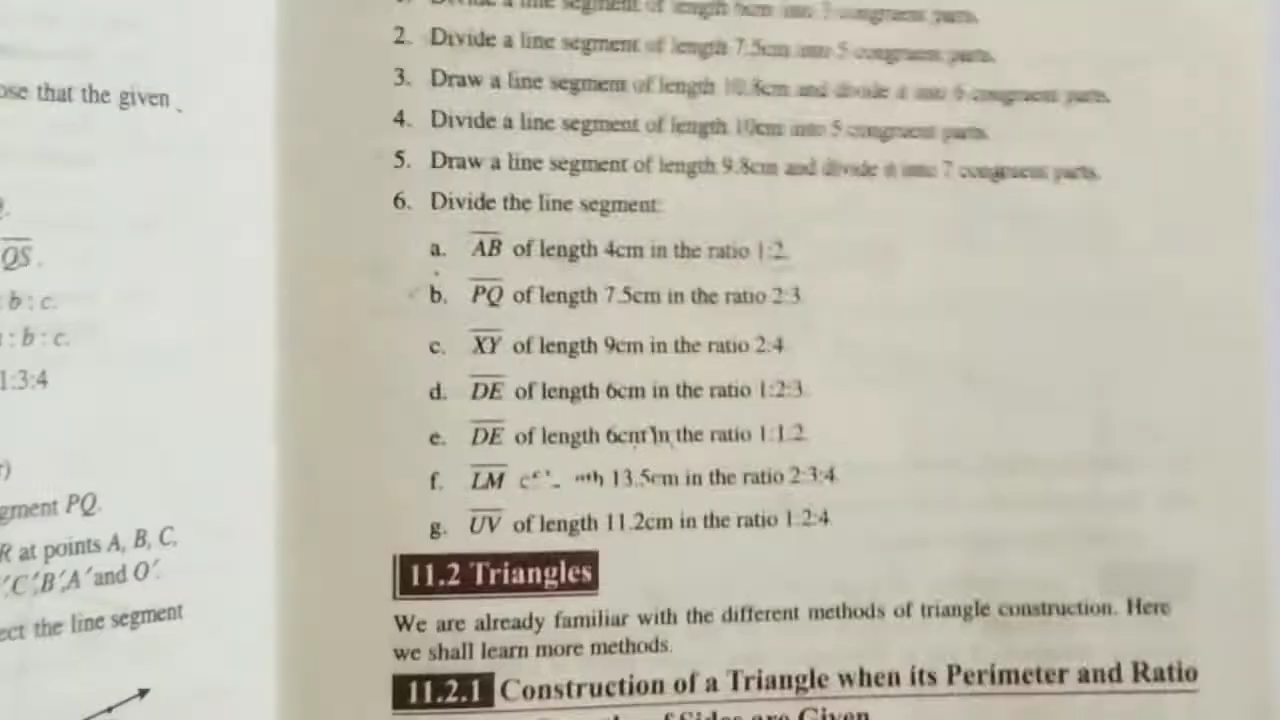 ose that the given
QS.
b:c.
:b:c.
1:3:4
gment PQ.
R at points A, B, C,
'C'B'A' and O'.
ect the line segment
2. Divide a line segment of length 7.5cm into 5 congruent parts.
3. Draw a line segment of length and divide it into congruent parts.
4. Divide a line segment of length 10cm into 5 congruent parts.
5. Draw a line segment of length 9.8cm and divide it into 7 congruent parts.
6. Divide the line segment:
a. AB of length 4cm in the ratio 1:2.
b. PQ of length 7.5cm in the ratio 2:3
c. XY of length 9cm in the ratio 2:4
d. DE of length 6cm in the ratio 1:2:3
e. DE of length 6cm in the ratio 1:1:2
f. LM 13.5cm in the ratio 2:3:4
g. UV of length 11.2cm in the ratio 1:2:4
11.2 Triangles
We are already familiar with the different methods of triangle construction. Here
we shall learn more methods.
11.2.1 Construction of a Triangle when its Perimeter and Ratio
of Sides are Given